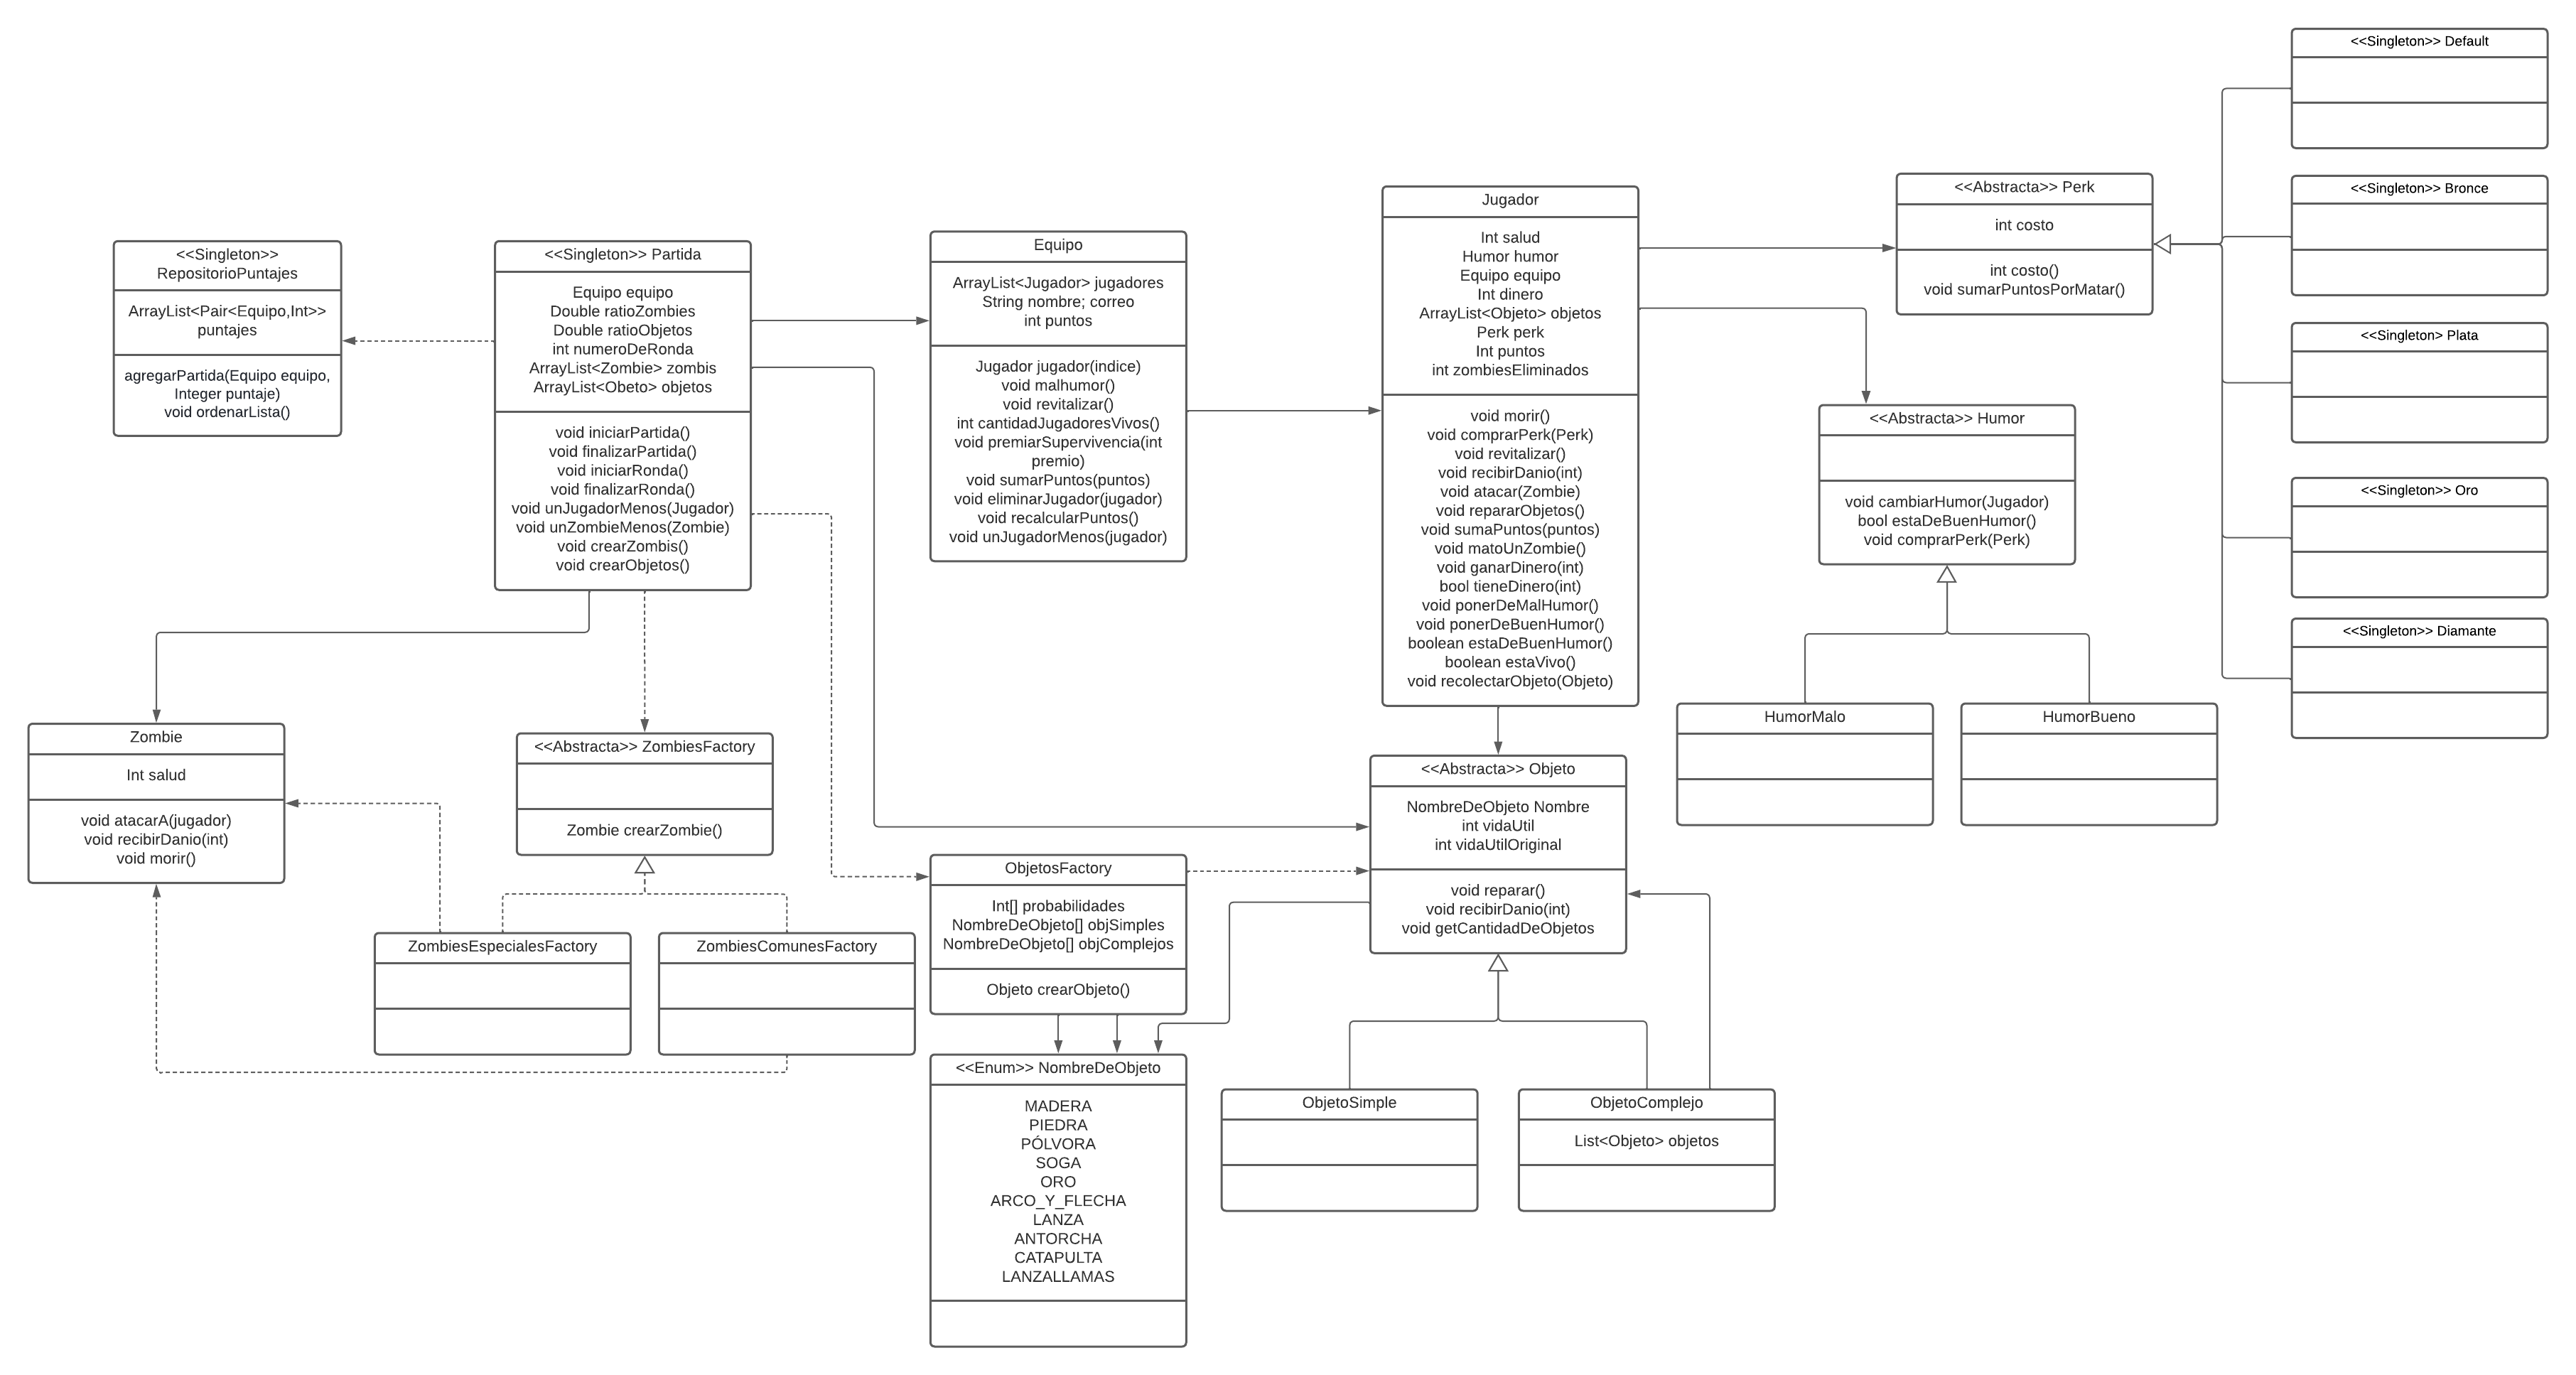 <<Singleton>> Default
<<Singleton>> Bronce
<<Singleton> Plata
<<Singleton>> Oro
<<Singleton>> Diamante
<<Abstracta>> Perk
int costo
int costo()
void sumarPuntosPorMatar()
Jugador
Int salud
Humor humor
Equipo equipo
Int dinero
ArrayList<Objeto> objetos
Perk perk
Int puntos
int zombiesEliminados
void morir()
void comprarPerk(Perk)
void revitalizar()
void recibirDanio(int)
void atacar(Zombie)
void repararObjetos()
void sumaPuntos(puntos)
void matoUnZombie()
void ganarDinero(int)
bool tieneDinero(int)
void ponerDeMalHumor()
void ponerDeBuenHumor()
boolean estaDeBuenHumor()
boolean estaVivo()
void recolectarObjeto(Objeto)
Equipo
ArrayList<Jugador> jugadores
String nombre; correo
int puntos
Jugador jugador(indice)
void malhumor()
void revitalizar()
int cantidadJugadoresVivos()
void premiarSupervivencia(int
premio)
void sumarPuntos(puntos)
void eliminarJugador(jugador)
void recalcularPuntos()
void unJugadorMenos(jugador)
<<Singleton>> Partida
Equipo equipo
Double ratioZombies
Double ratioObjetos
int numeroDeRonda
ArrayList<Zombie> zombis
ArrayList<Obeto> objetos
void iniciarPartida()
void finalizarPartida()
void iniciarRonda()
void finalizarRonda()
void unJugadorMenos(Jugador)
void unZombieMenos(Zombie)
void crearZombis()
void crearObjetos()
<<Singleton>>
RepositorioPuntajes
ArrayList<Pair<Equipo,Int>>
puntajes
agregarPartida(Equipo equipo,
Integer puntaje)
void ordenarLista()
<<Abstracta>> Humor
void cambiarHumor(Jugador)
bool estaDeBuenHumor()
void comprarPerk(Perk)
HumorMalo
HumorBueno
Zombie
Int salud
void atacarA(jugador)
void recibirDanio(int)
void morir()
<<Abstracta>> ZombiesFactory
Zombie crearZombie()
<<Abstracta>> Objeto
NombreDeObjeto Nombre
int vidaUtil
int vidaUtilOriginal
void reparar()
void recibirDanio(int)
void getCantidadDeObjetos
ObjetosFactory
Int[] probabilidades
NombreDeObjeto[] objSimples
NombreDeObjeto[] objComplejos
Objeto crearObjeto()
ZombiesEspecialesFactory
ZombiesComunesFactory
<<Enum>> NombreDeObjeto
MADERA
PIEDRA
PÓLVORA
SOGA
ORO
ARCO_Y_FLECHA
LANZA
ANTORCHA
CATAPULTA
LANZALLAMAS
ObjetoSimple
ObjetoComplejo
List<Objeto> objetos